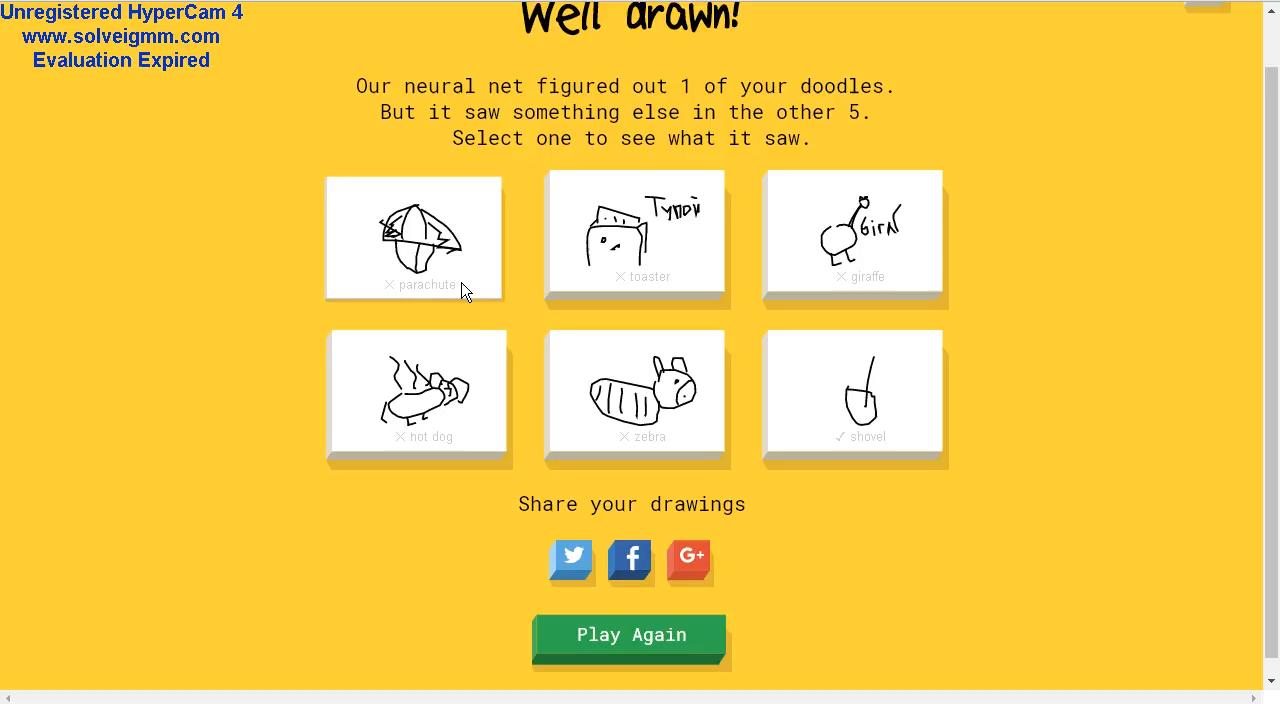 Unregistered HyperCam 4
www.solveigmm.com
Evaluation Expired
Well drawn!
Our neural net figured out 1 of your doodles.
But it saw something else in the other 5.
Select one to see what it saw.
parachute
toaster
giraffe
hot dog
zebra
shovel
Share your drawings
G+
Play Again